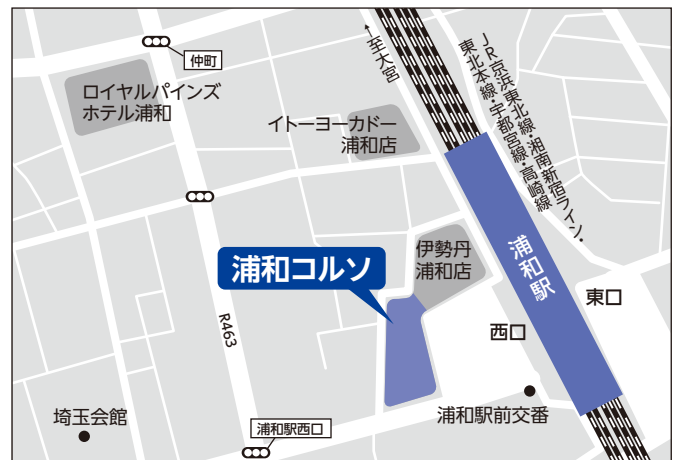 仲町
ロイヤルパインズ
ホテル浦和
イトーヨーカドー
浦和店
←至大宮
JR京浜東北線・湘南新宿ライン・
東北本線・宇都宮線・高崎線
浦和コルソ
伊勢丹
浦和店
浦和駅
東口
西口
R463
埼玉会館
浦和駅西口
浦和駅前交番